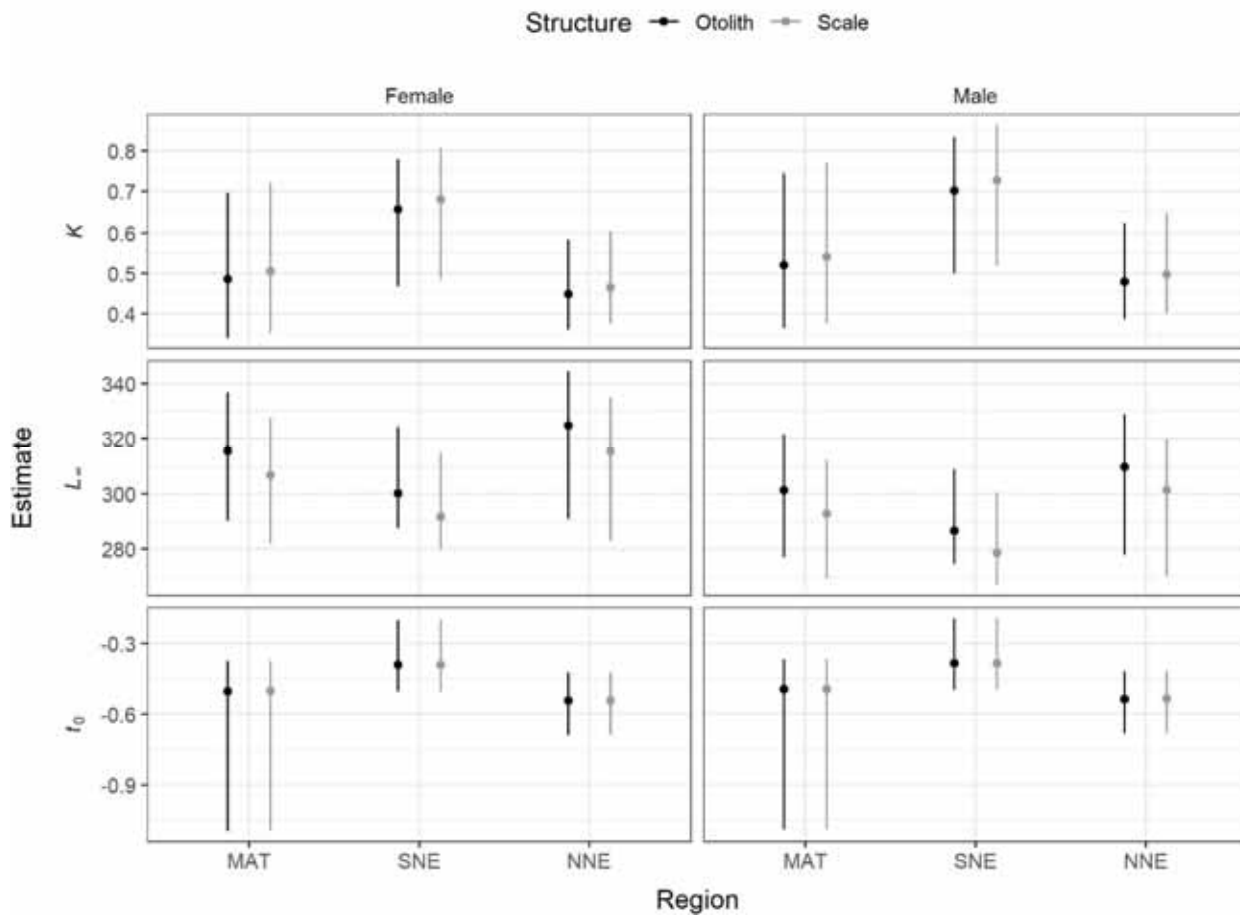 Structure Otolith Scale
Female Male
K
0.8
0.7
0.6
0.5
0.4
L∞
340
320
300
280
t₀
-0.3
-0.6
-0.9
Estimate
MAT SNE NNE MAT SNE NNE
Region